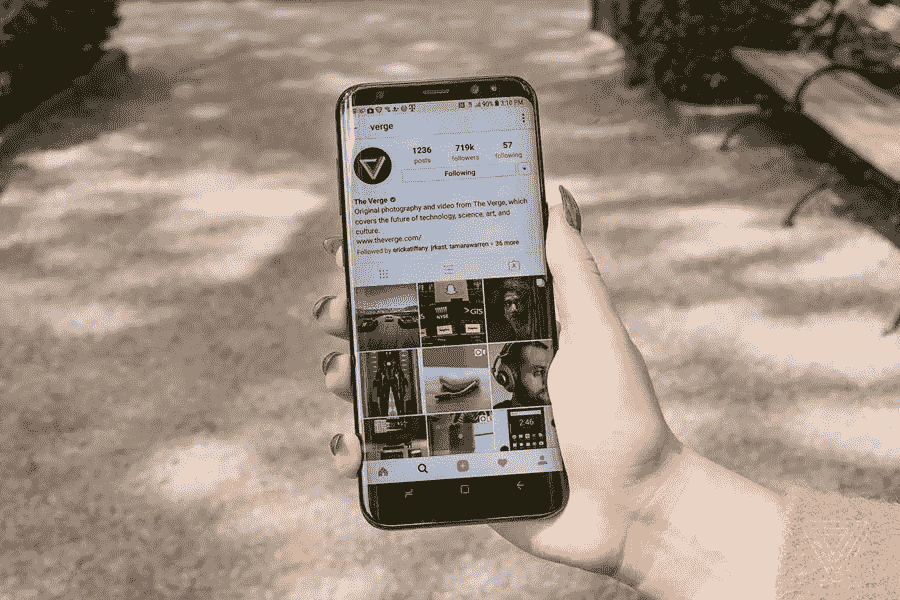 90% 3:10 PM
verge
1236 719k 57
posts followers following
Following
The Verge
Original photography and video from The Verge, which
covers the future of technology, science, art, and
culture.
www.theverge.com/
Followed by erickatiffany, jrkast, tamarewarren + 36 more
NYSE
2:46